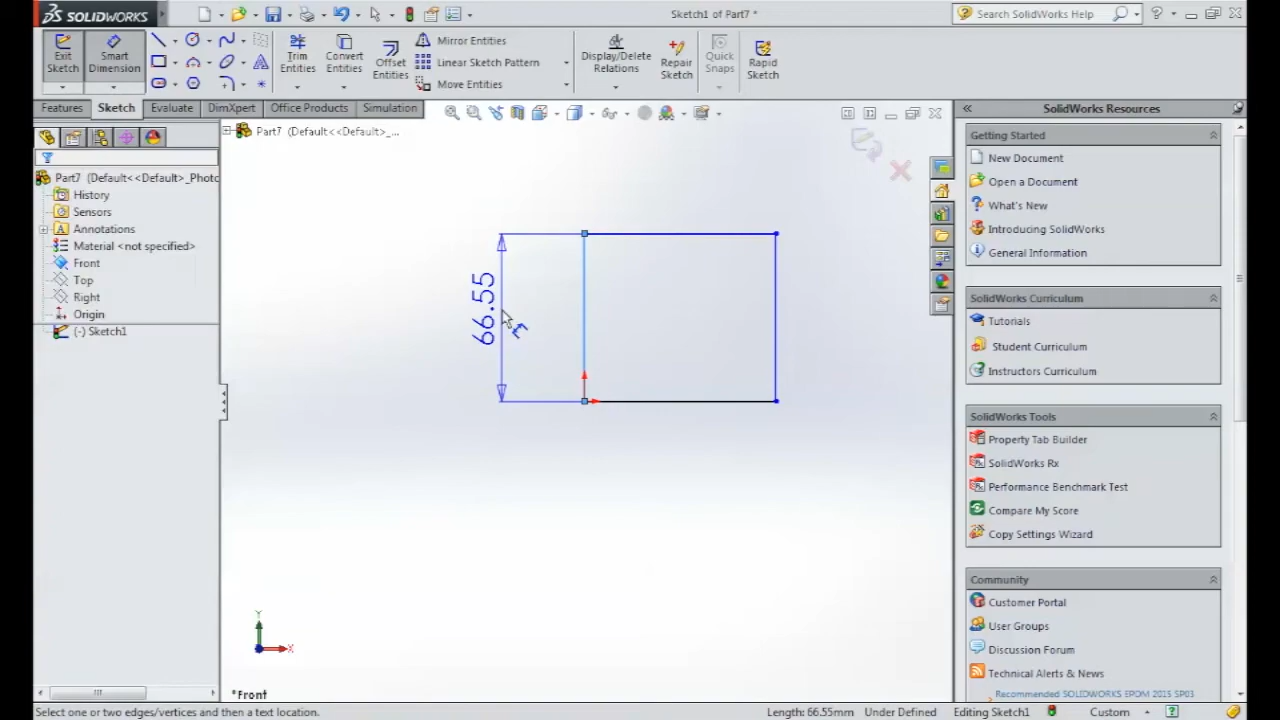 SOLIDWORKS
Sketch1 of Part7 *
Search SolidWorks Help
Exit Sketch
Smart Dimension
Trim Entities
Convert Entities
Offset Entities
Mirror Entities
Linear Sketch Pattern
Move Entities
Display/Delete Relations
Repair Sketch
Quick Snaps
Rapid Sketch
Features
Sketch
Evaluate
DimXpert
Office Products
Simulation
Part7 (Default<<Default>_Photo
History
Sensors
Annotations
Material <not specified>
Front
Top
Right
Origin
(-) Sketch1
Part7 (Default<<Default>_...
66.55
Y
X
*Front
SolidWorks Resources
Getting Started
New Document
Open a Document
What's New
Introducing SolidWorks
General Information
SolidWorks Curriculum
Tutorials
Student Curriculum
Instructors Curriculum
SolidWorks Tools
Property Tab Builder
SolidWorks Rx
Performance Benchmark Test
Compare My Score
Copy Settings Wizard
Community
Customer Portal
User Groups
Discussion Forum
Technical Alerts & News
Recommended SOLIDWORKS EPDM 2015 SP03
Select one or two edges/vertices and then a text location.
Length: 66.55mm
Under Defined
Editing Sketch1
Custom